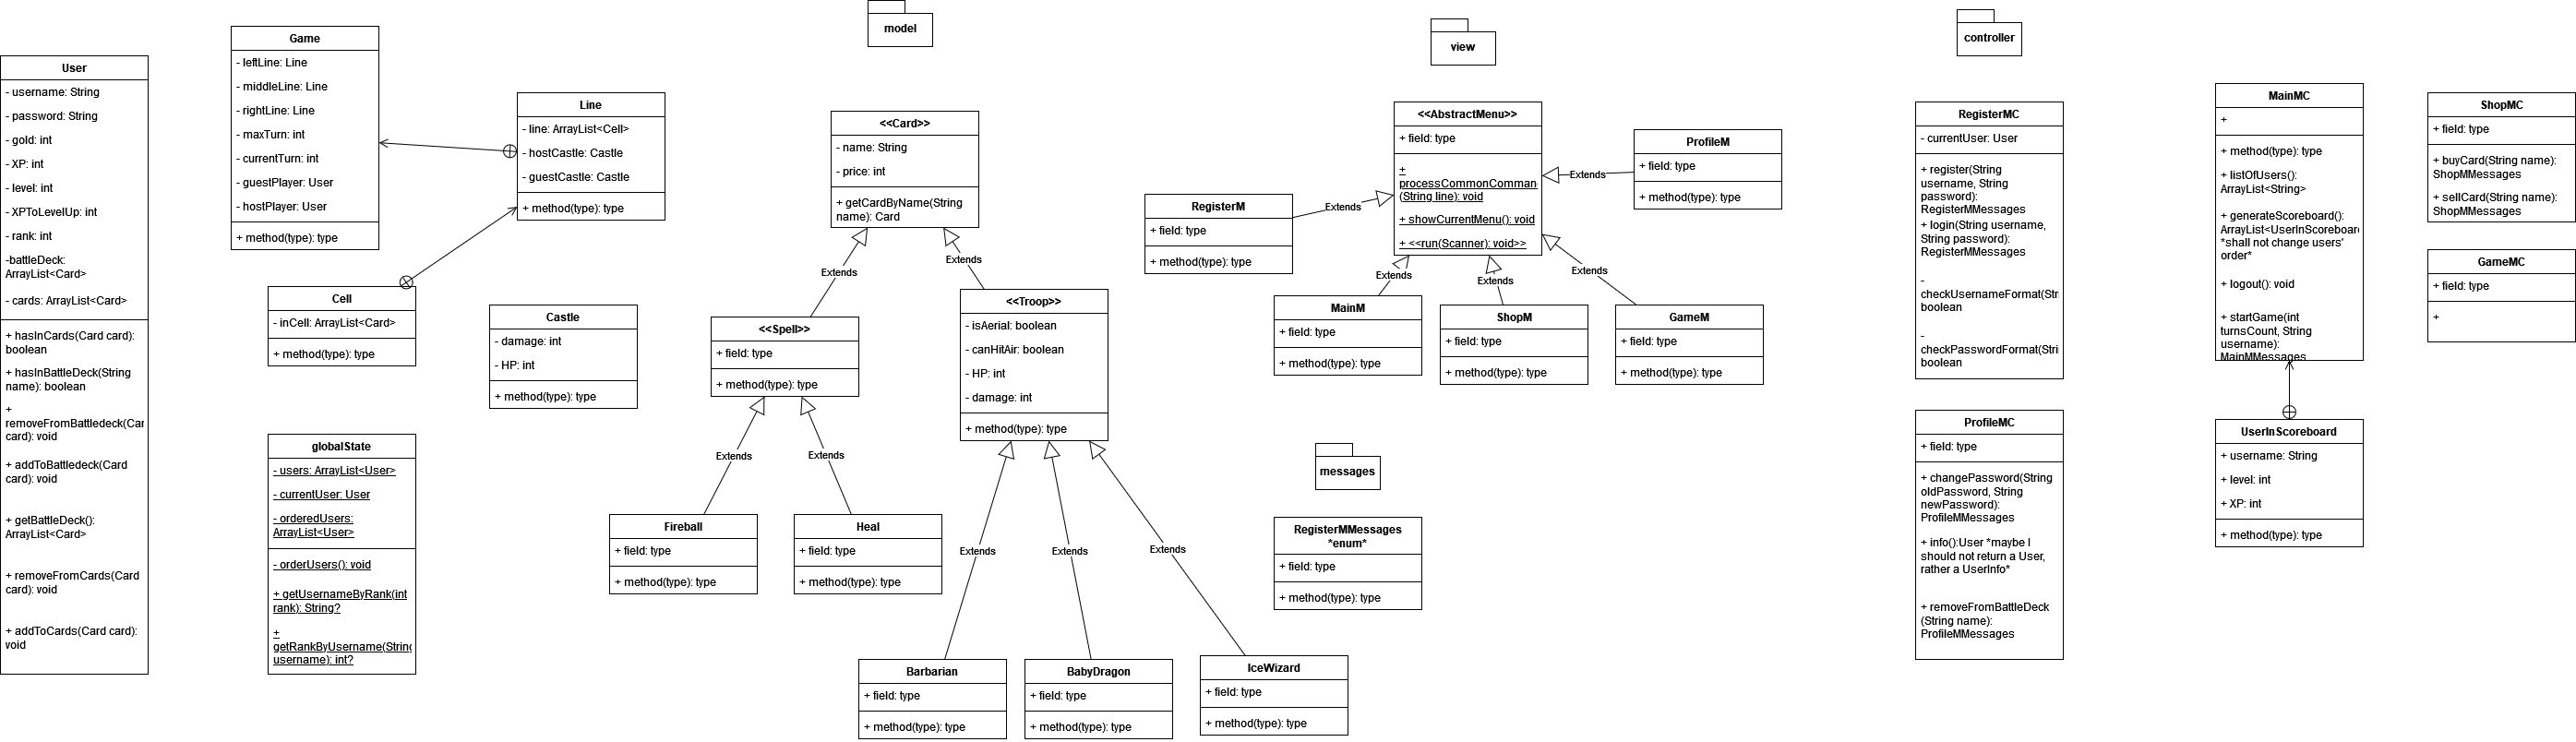 model
view
controller
User
- username: String
- password: String
- gold: int
- XP: int
- level: int
- XPToLevelUp: int
- rank: int
-battleDeck:
ArrayList<Card>
- cards: ArrayList<Card>
+ hasInCards(Card card):
boolean
+ hasInBattleDeck(String
name): boolean
+
removeFromBattledeck(Car
card): void
+ addToBattledeck(Card
card): void
+ getBattleDeck():
ArrayList<Card>
+ removeFromCards(Card
card): void
+ addToCards(Card card):
void
Game
- leftLine: Line
- middleLine: Line
- rightLine: Line
- maxTurn: int
- currentTurn: int
- guestPlayer: User
- hostPlayer: User
+ method(type): type
Line
- line: ArrayList<Cell>
- hostCastle: Castle
- guestCastle: Castle
+ method(type): type
Cell
- inCell: ArrayList<Card>
+ method(type): type
Castle
- damage: int
- HP: int
+ method(type): type
globalState
- users: ArrayList<User>
- currentUser: User
- orderedUsers:
ArrayList<User>
- orderUsers(): void
+ getUsernameByRank(int
rank): String?
+
getRankByUsername(String
username): int?
<<Card>>
- name: String
- price: int
+ getCardByName(String
name): Card
Extends
Extends
<<Spell>>
+ field: type
+ method(type): type
<<Troop>>
- isAerial: boolean
- canHitAir: boolean
- HP: int
- damage: int
+ method(type): type
Extends
Extends
Fireball
+ field: type
+ method(type): type
Heal
+ field: type
+ method(type): type
Extends
Extends
Extends
Barbarian
+ field: type
+ method(type): type
BabyDragon
+ field: type
+ method(type): type
IceWizard
+ field: type
+ method(type): type
<<AbstractMenu>>
+ field: type
+
processCommonComman
(String line): void
+ showCurrentMenu(): void
+ <<run(Scanner): void>>
Extends
Extends
Extends
Extends
Extends
RegisterM
+ field: type
+ method(type): type
ProfileM
+ field: type
+ method(type): type
MainM
+ field: type
+ method(type): type
ShopM
+ field: type
+ method(type): type
GameM
+ field: type
+ method(type): type
messages
RegisterMMessages
*enum*
+ field: type
+ method(type): type
RegisterMC
- currentUser: User
+ register(String
username, String
password):
RegisterMMessages
+ login(String username,
String password):
RegisterMMessages
-
checkUsernameFormat(Str
boolean
-
checkPasswordFormat(Stri
boolean
ProfileMC
+ field: type
+ changePassword(String
oldPassword, String
newPassword):
ProfileMMessages
+ info():User *maybe I
should not return a User,
rather a UserInfo*
+ removeFromBattleDeck
(String name):
ProfileMMessages
MainMC
+
+ method(type): type
+ listOfUsers():
ArrayList<String>
+ generateScoreboard():
ArrayList<UserInScoreboar
*shall not change users'
order*
+ logout(): void
+ startGame(int
turnsCount, String
username):
MainMMessages
UserInScoreboard
+ username: String
+ level: int
+ XP: int
+ method(type): type
ShopMC
+ field: type
+ buyCard(String name):
ShopMMessages
+ sellCard(String name):
ShopMMessages
GameMC
+ field: type
+